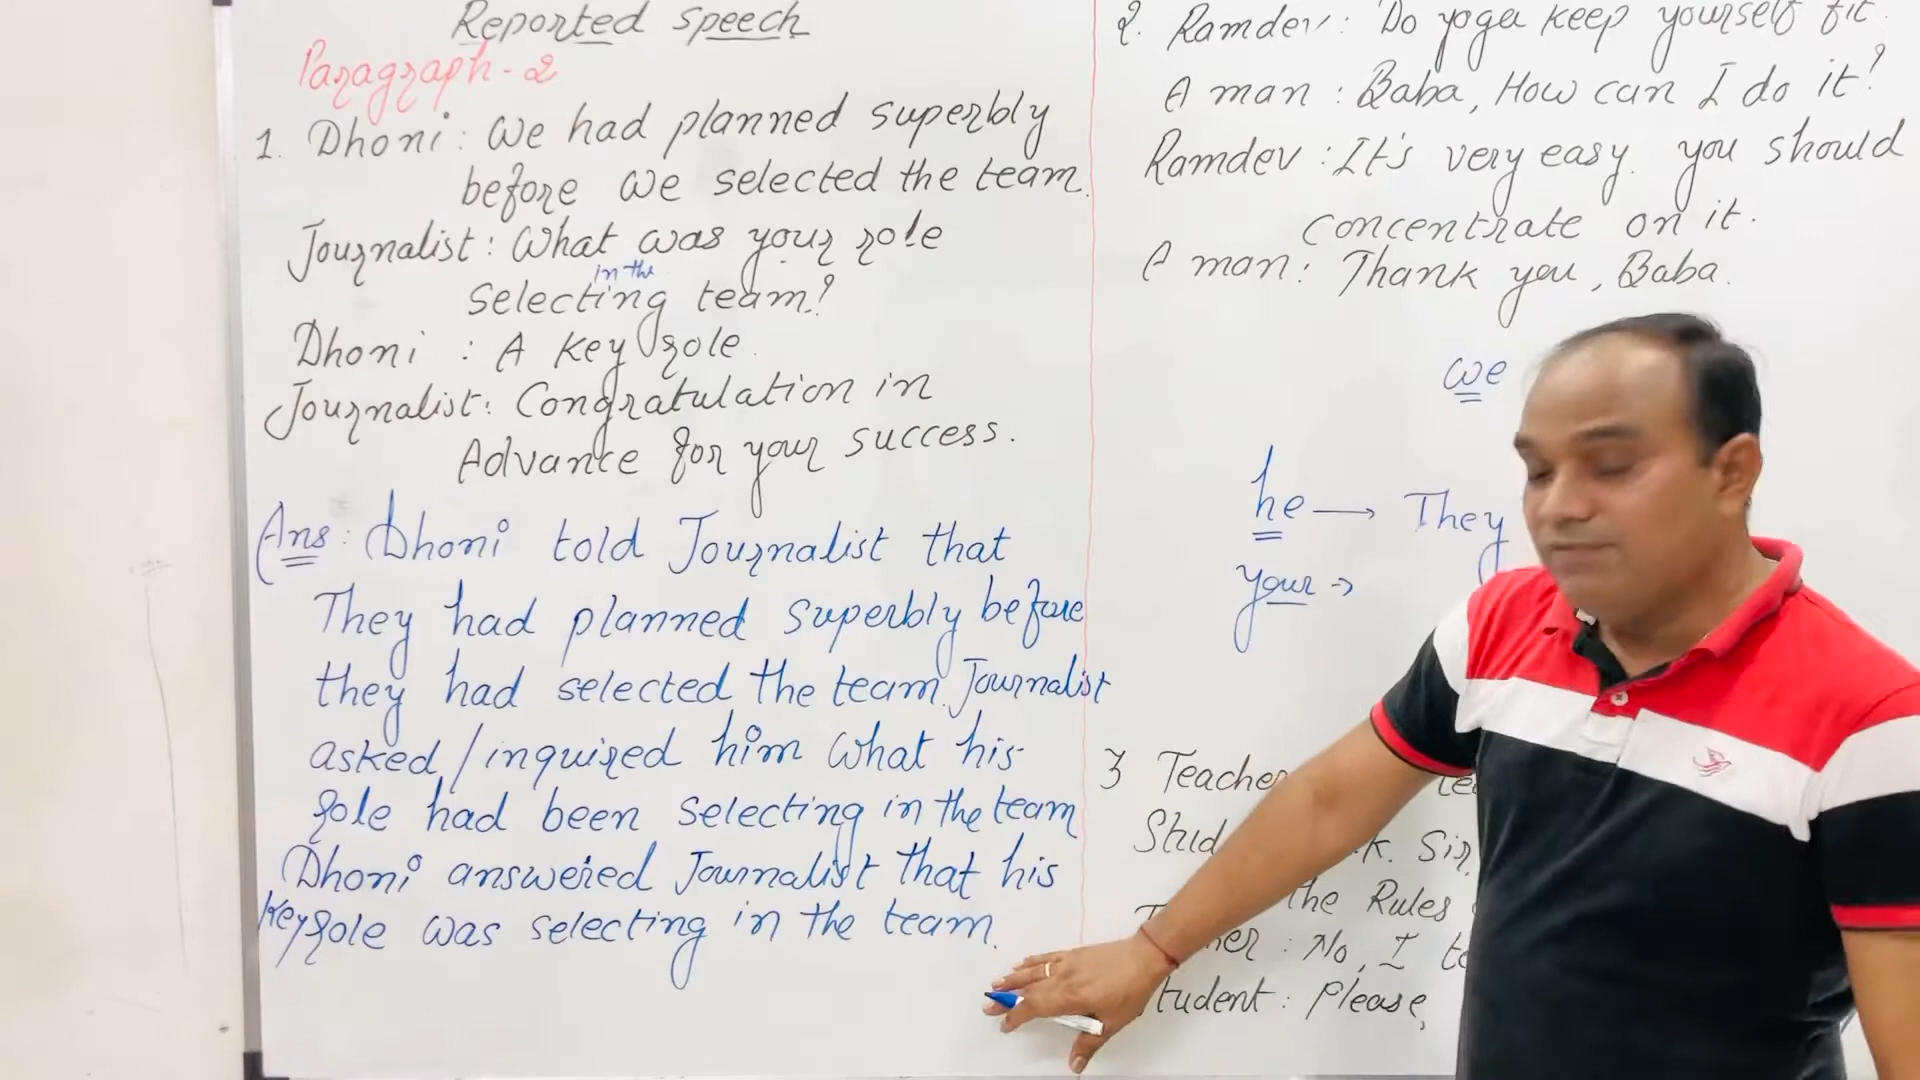 Reported speech
Paragraph-2
1. Dhoni: We had planned superbly
before we selected the team.
Journalist: What was your role
in the
selecting team?
Dhoni : A key role.
Journalist: Congratulation in
Advance for your success.
Ans: Dhoni told Journalist that
They had planned superbly before
they had selected the team. Journalist
asked/inquired him what his
role had been selecting in the team
Dhoni answered Journalist that his
key role was selecting in the team.
2. Ramdev: Do yoga keep yourself fit.
A man: Baba, How can I do it?
Ramdev: It's very easy. you should
concentrate on it.
A man: Thank you, Baba.
we
he → They
your →
3 Teacher
Sir,
the Rules
: No, I
Student: Please,